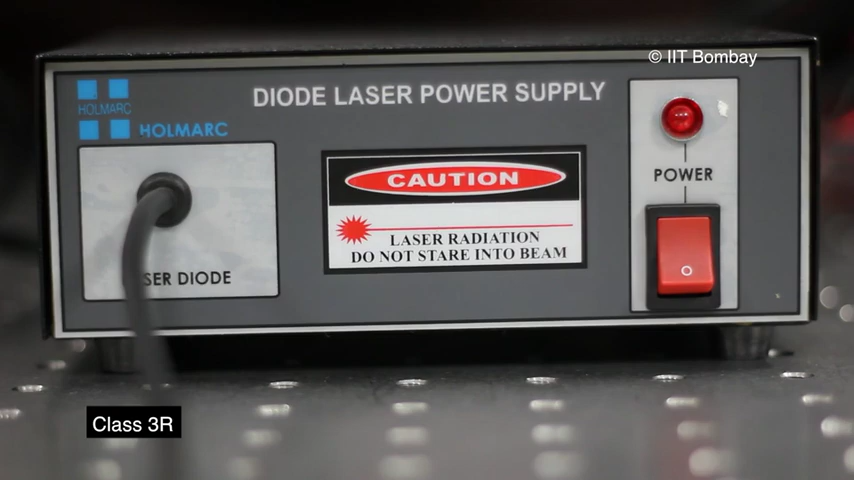 © IIT Bombay
DIODE LASER POWER SUPPLY
HOLMARC
HOLMARC
CAUTION
LASER RADIATION
DO NOT STARE INTO BEAM
POWER
O
DIODE
Class 3R